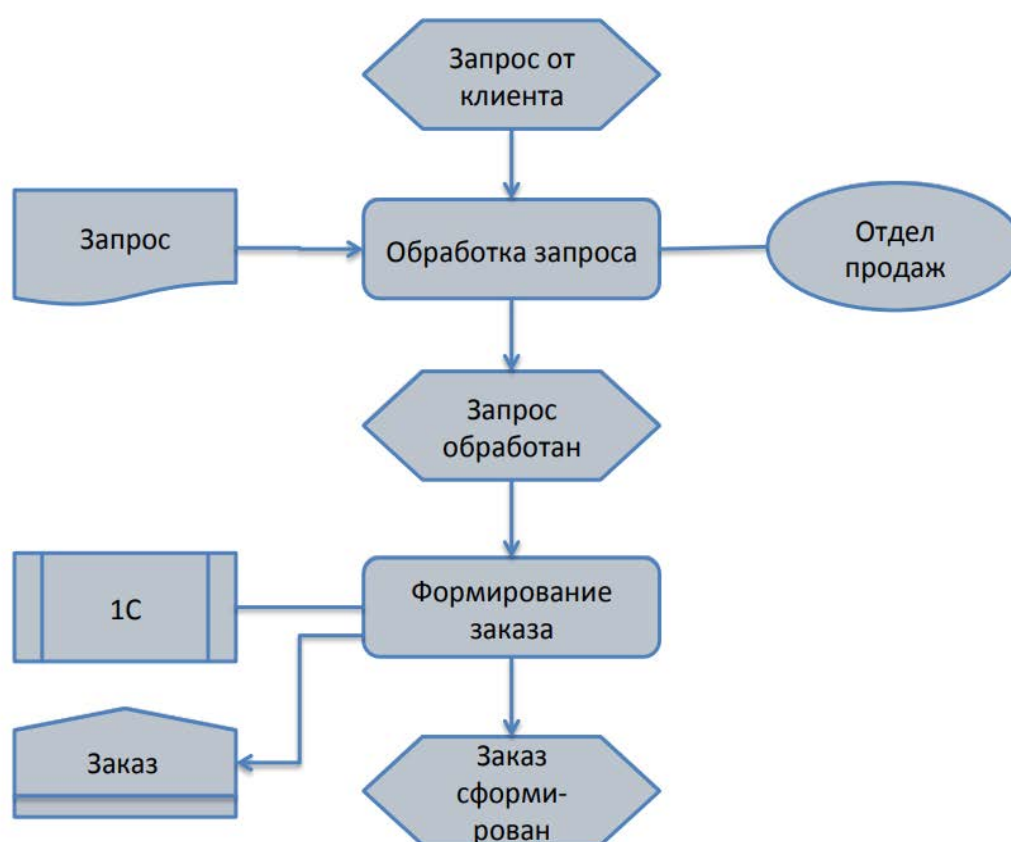 Запрос от
клиента
Запрос
Обработка запроса
Отдел
продаж
Запрос
обработан
1С
Формирование
заказа
Заказ
Заказ
сформи-
рован